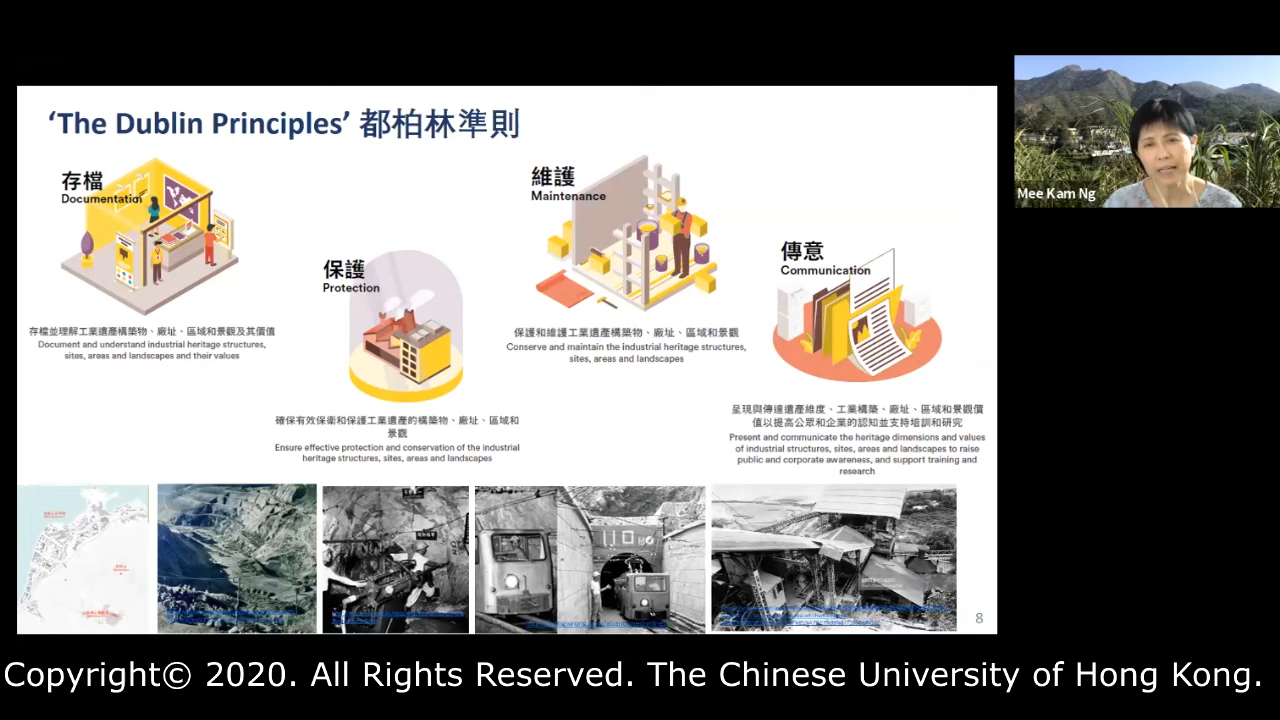 ‘The Dublin Principles’ 都柏林準則
存檔
Documentation
存檔並理解工業遺產構築物、廠址、區域和景觀及其價值
Document and understand industrial heritage structures,
sites, areas and landscapes and their values
保護
Protection
確保有效保衛和保護工業遺產的構築物、廠址、區域和
景觀
Ensure effective protection and conservation of the industrial
heritage structures, sites, areas and landscapes
維護
Maintenance
保護和維護工業遺產構築物、廠址、區域和景觀
Conserve and maintain the industrial heritage structures,
sites, areas and landscapes
傳意
Communication
呈現與傳達遺產維度、工業構築、廠址、區域和景觀價
值以提高公眾和企業的認知並支持培訓和研究
Present and communicate the heritage dimensions and values
of industrial structures, sites, areas and landscapes to raise
public and corporate awareness, and support training and
research
110
8
Mee Kam Ng
Copyright© 2020. All Rights Reserved. The Chinese University of Hong Kong.